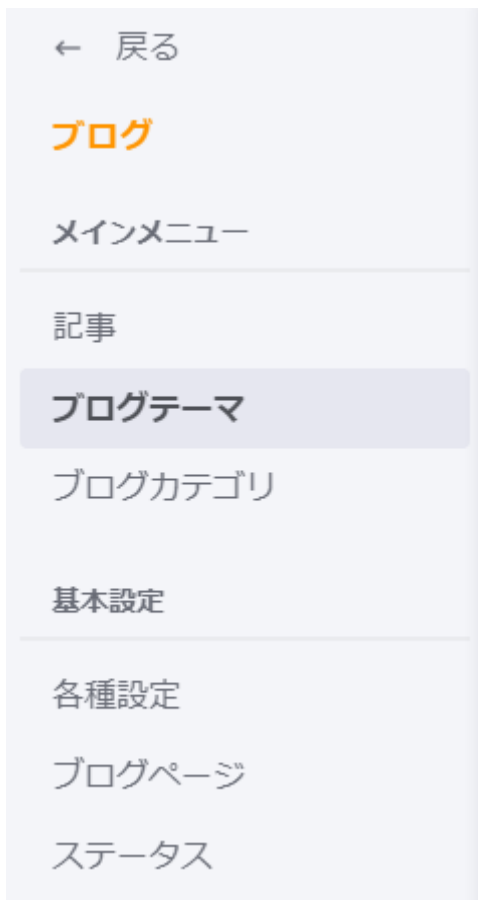 ← 戻る
ブログ
メインメニュー
記事
ブログテーマ
ブログカテゴリ
基本設定
各種設定
ブログページ
ステータス